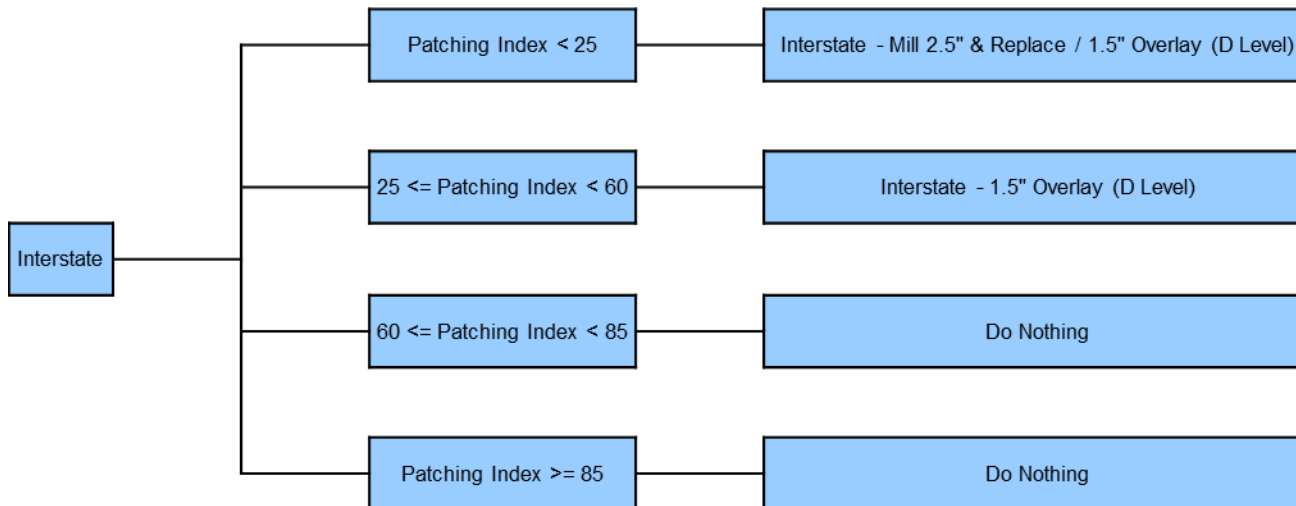 Patching Index < 25
Interstate - Mill 2.5" & Replace / 1.5" Overlay (D Level)
25 <= Patching Index < 60
Interstate - 1.5" Overlay (D Level)
Interstate
60 <= Patching Index < 85
Do Nothing
Patching Index >= 85
Do Nothing